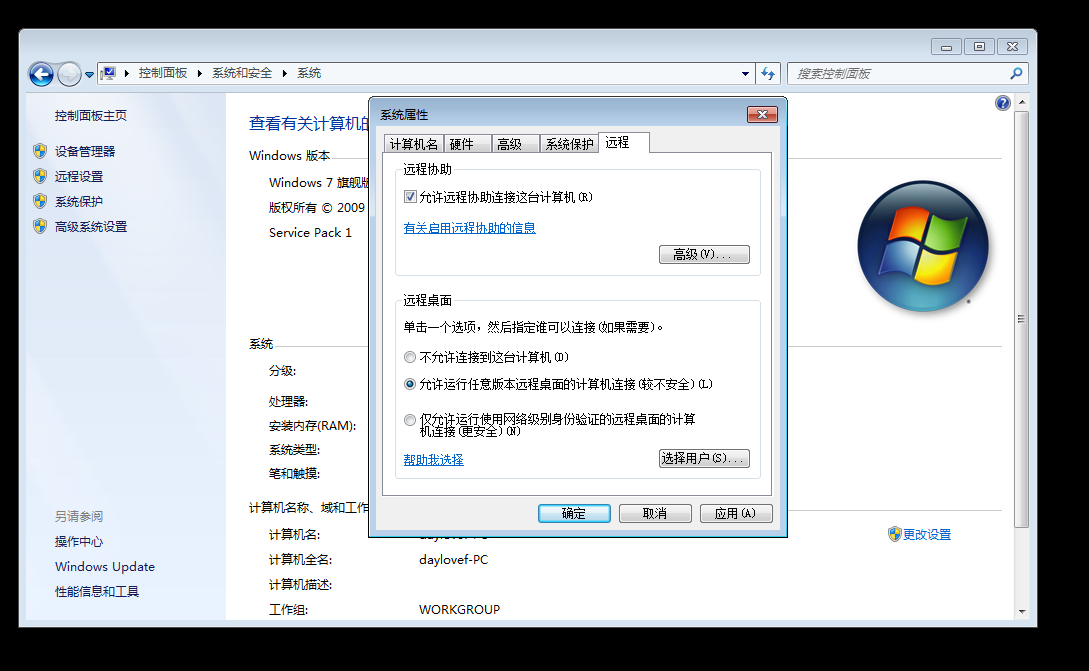 控制面板 系统和安全 系统
搜索控制面板
控制面板主页
设备管理器
远程设置
系统保护
高级系统设置
另请参阅
操作中心
Windows Update
性能信息和工具
查看有关计算机的
Windows 版本
Windows 7 旗舰版
版权所有 © 2009
Service Pack 1
系统
分级:
处理器:
安装内存(RAM):
系统类型:
笔和触摸:
计算机名称、域和工作
计算机名:
计算机全名: daylovef-PC
计算机描述:
工作组: WORKGROUP
更改设置
系统属性
计算机名 硬件 高级 系统保护 远程
远程协助
允许远程协助连接这台计算机(R)
有关启用远程协助的信息
高级(V)...
远程桌面
单击一个选项，然后指定谁可以连接(如果需要)。
不允许连接到这台计算机(D)
允许运行任意版本远程桌面的计算机连接(较不安全)(L)
仅允许运行使用网络级别身份验证的远程桌面的计算
机连接(更安全)(N)
帮助我选择
选择用户(S)...
确定 取消 应用(A)